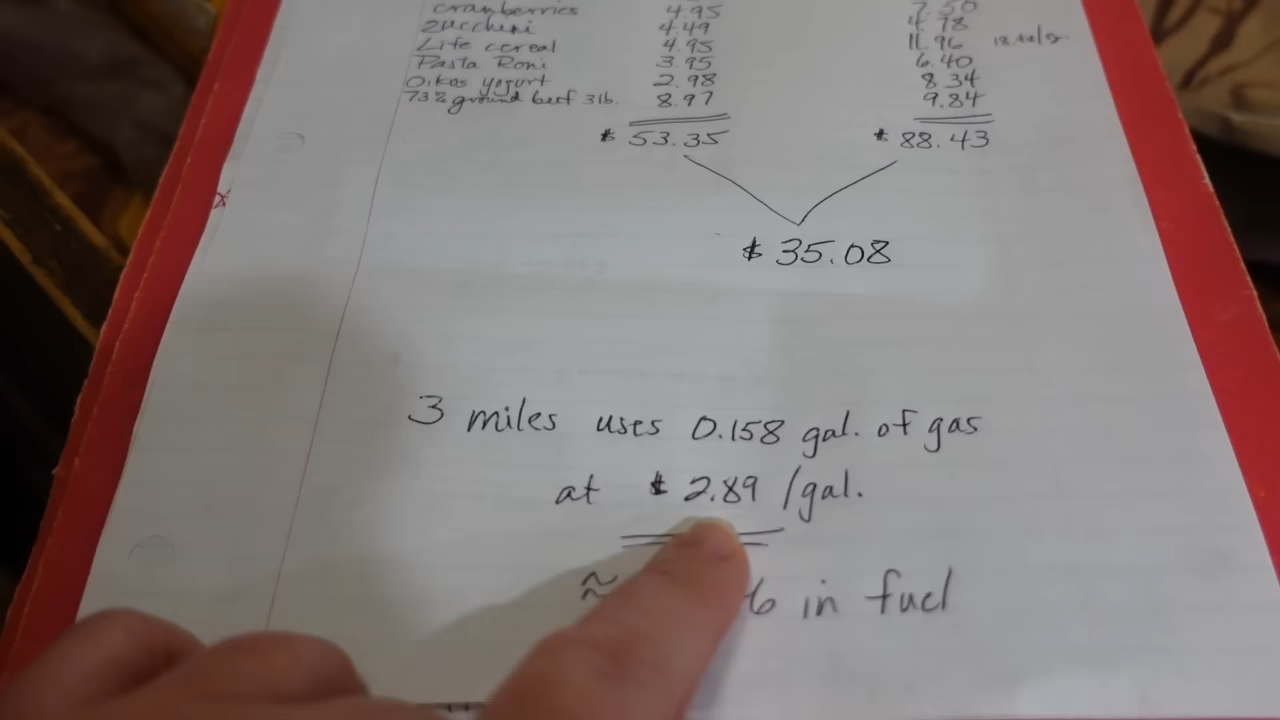 cranberries 4.95 7.50
zucchini 4.49 4.98
Life cereal 4.95 11.96
Pasta Roni 3.95 6.40
Oikos yogurt 2.98 8.34
73% ground beef 3 lb. 8.97 9.84
$ 53.35 $ 88.43
$ 35.08
3 miles uses 0.158 gal. of gas
at $ 2.89 /gal.
≈ 6 in fuel